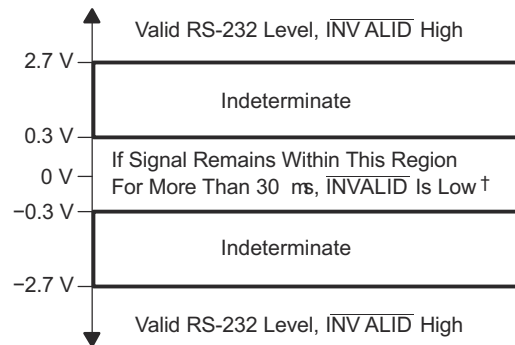 Valid RS-232 Level, INV ALID High
2.7 V
Indeterminate
0.3 V
If Signal Remains Within This Region
0 V
For More Than 30 ms, INVALID Is Low†
−0.3 V
Indeterminate
−2.7 V
Valid RS-232 Level, INV ALID High